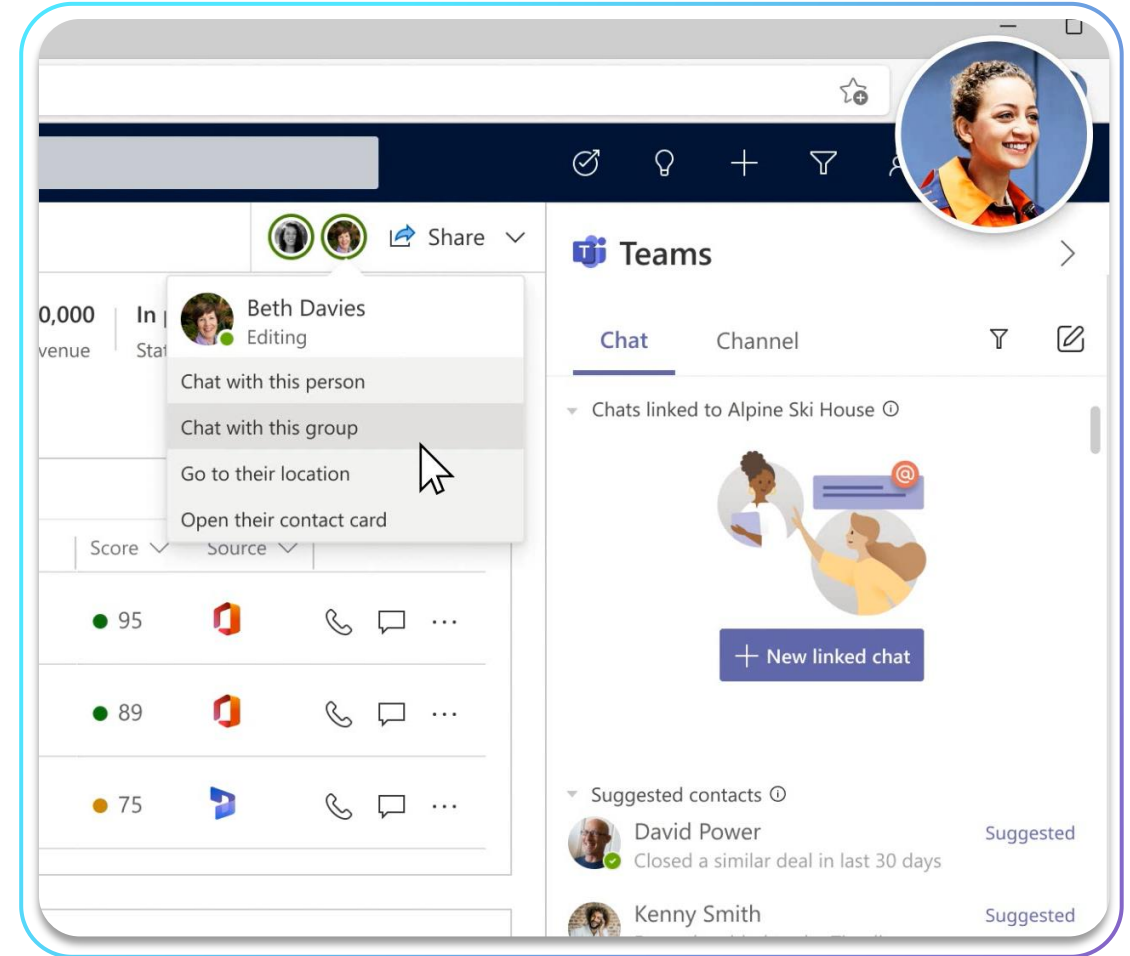 Share
Teams
Beth Davies
Editing
0,000
In
venue
Stat
Chat with this person
Chat with this group
Go to their location
Open their contact card
Score
Source
95
89
75
Chat
Channel
Chats linked to Alpine Ski House
@
New linked chat
Suggested contacts
David Power
Suggested
Closed a similar deal in last 30 days
Kenny Smith
Suggested